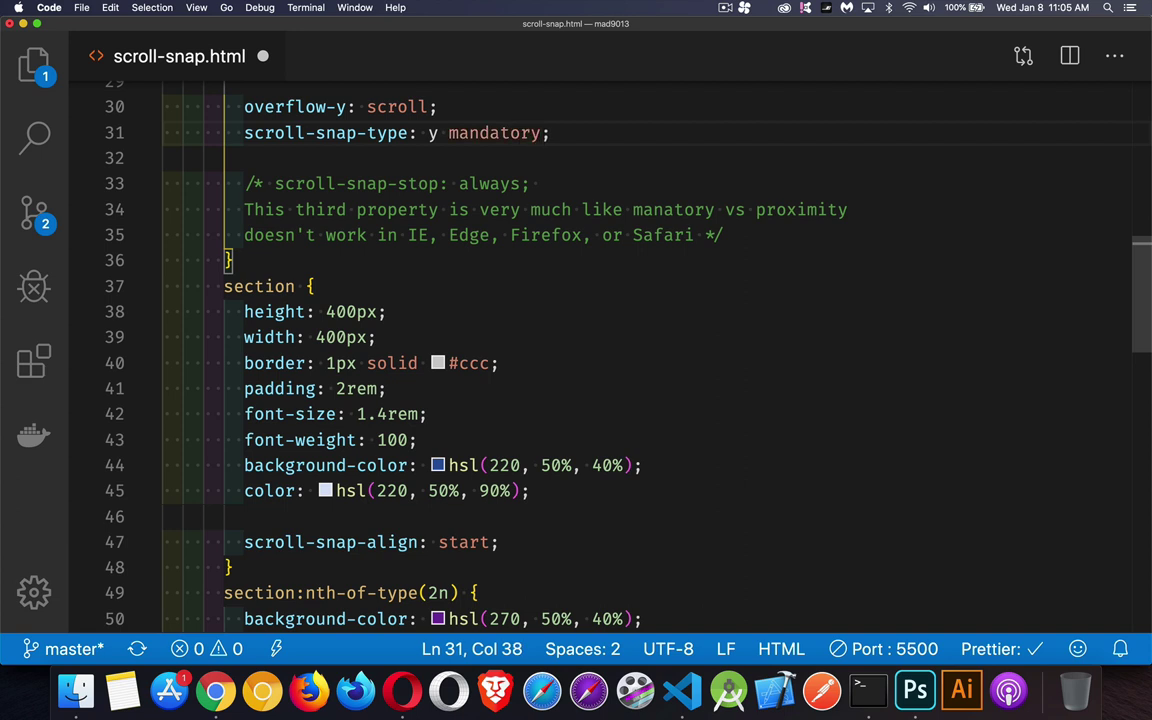 Code File Edit Selection View Go Debug Terminal Window Help 100% Wed Jan 8 11:05 AM
scroll-snap.html — mad9013
scroll-snap.html
1
2
29
30 overflow-y: scroll;
31 scroll-snap-type: y mandatory;
32
33 /* scroll-snap-stop: always;
34 This third property is very much like manatory vs proximity
35 doesn't work in IE, Edge, Firefox, or Safari */
36 }
37 section {
38 height: 400px;
39 width: 400px;
40 border: 1px solid #ccc;
41 padding: 2rem;
42 font-size: 1.4rem;
43 font-weight: 100;
44 background-color: hsl(220, 50%, 40%);
45 color: hsl(220, 50%, 90%);
46
47 scroll-snap-align: start;
48 }
49 section:nth-of-type(2n) {
50 background-color: hsl(270, 50%, 40%);
master* 0 0 Ln 31, Col 38 Spaces: 2 UTF-8 LF HTML Port : 5500 Prettier: ✓
1
>_ Ps Ai